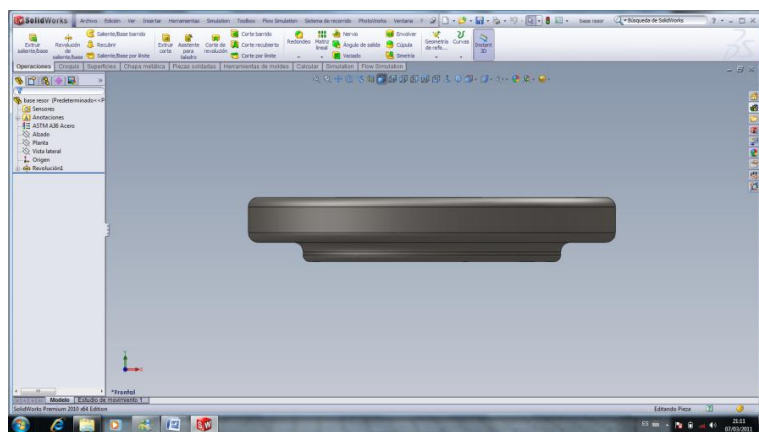 SolidWorks Archivo Edición Ver Insertar Herramientas Simulation Toolbox Flow Simulation Sistema de recorrido PhotoWorks Ventana ? base resor Búsqueda de SolidWorks
Extruir saliente/base
Revolución de saliente/base
Saliente/Base barrido
Recubrir
Saliente/Base por límite
Extruir corte
Asistente para taladro
Corte de revolución
Corte barrido
Corte recubierto
Corte por límite
Redondeo
Matriz lineal
Nervio
Ángulo de salida
Vaciado
Envolver
Cúpula
Simetría
Geometría de refe...
Curvas
Instant 3D
Operaciones Croquis Superficies Chapa metálica Piezas soldadas Herramientas de moldes Calcular Simulation Flow Simulation
base resor (Predeterminado<<P
Sensores
Anotaciones
ASTM A36 Acero
Alzado
Planta
Vista lateral
Origen
Revolución1
*Frontal
Modelo Estudio de movimiento 1
SolidWorks Premium 2010 x64 Edition Editando Pieza
ES 21:11
07/03/2011